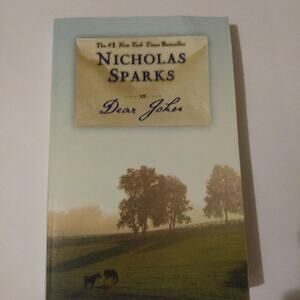 The #1 New York Times Bestseller
NICHOLAS
SPARKS
Dear John